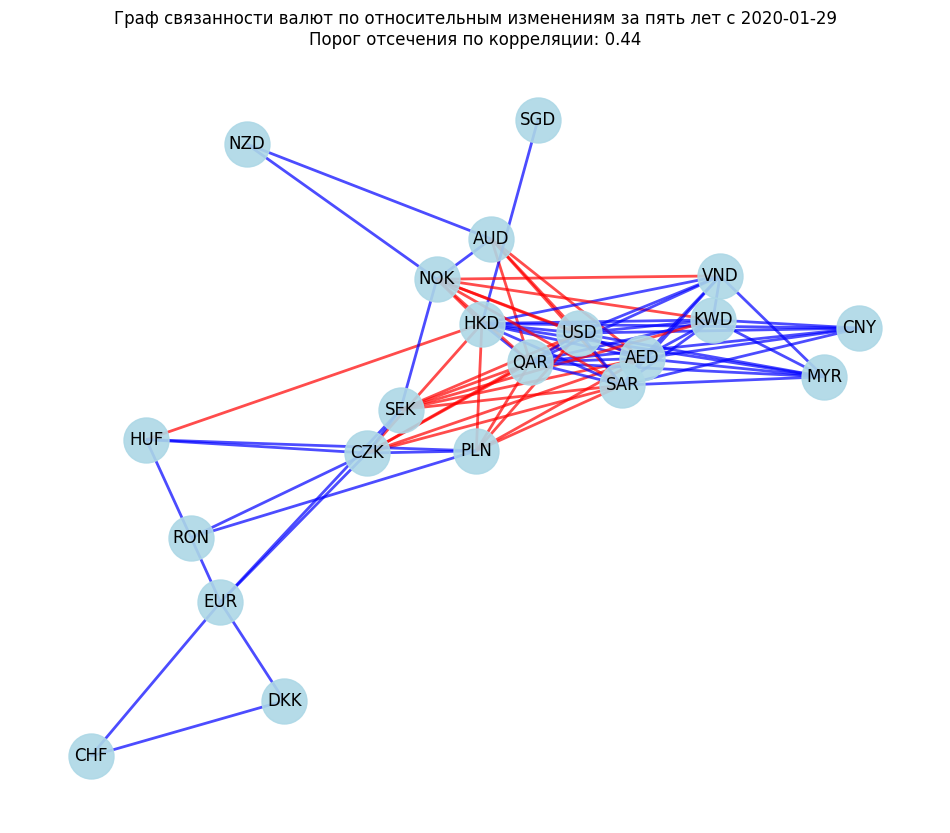 Граф связанности валют по относительным изменениям за пять лет с 2020-01-29
Порог отсечения по корреляции: 0.44
SGD
NZD
AUD
NOK
VND
HKD
USD
KWD
CNY
QAR
AED
SAR
MYR
SEK
HUF
CZK
PLN
RON
EUR
DKK
CHF